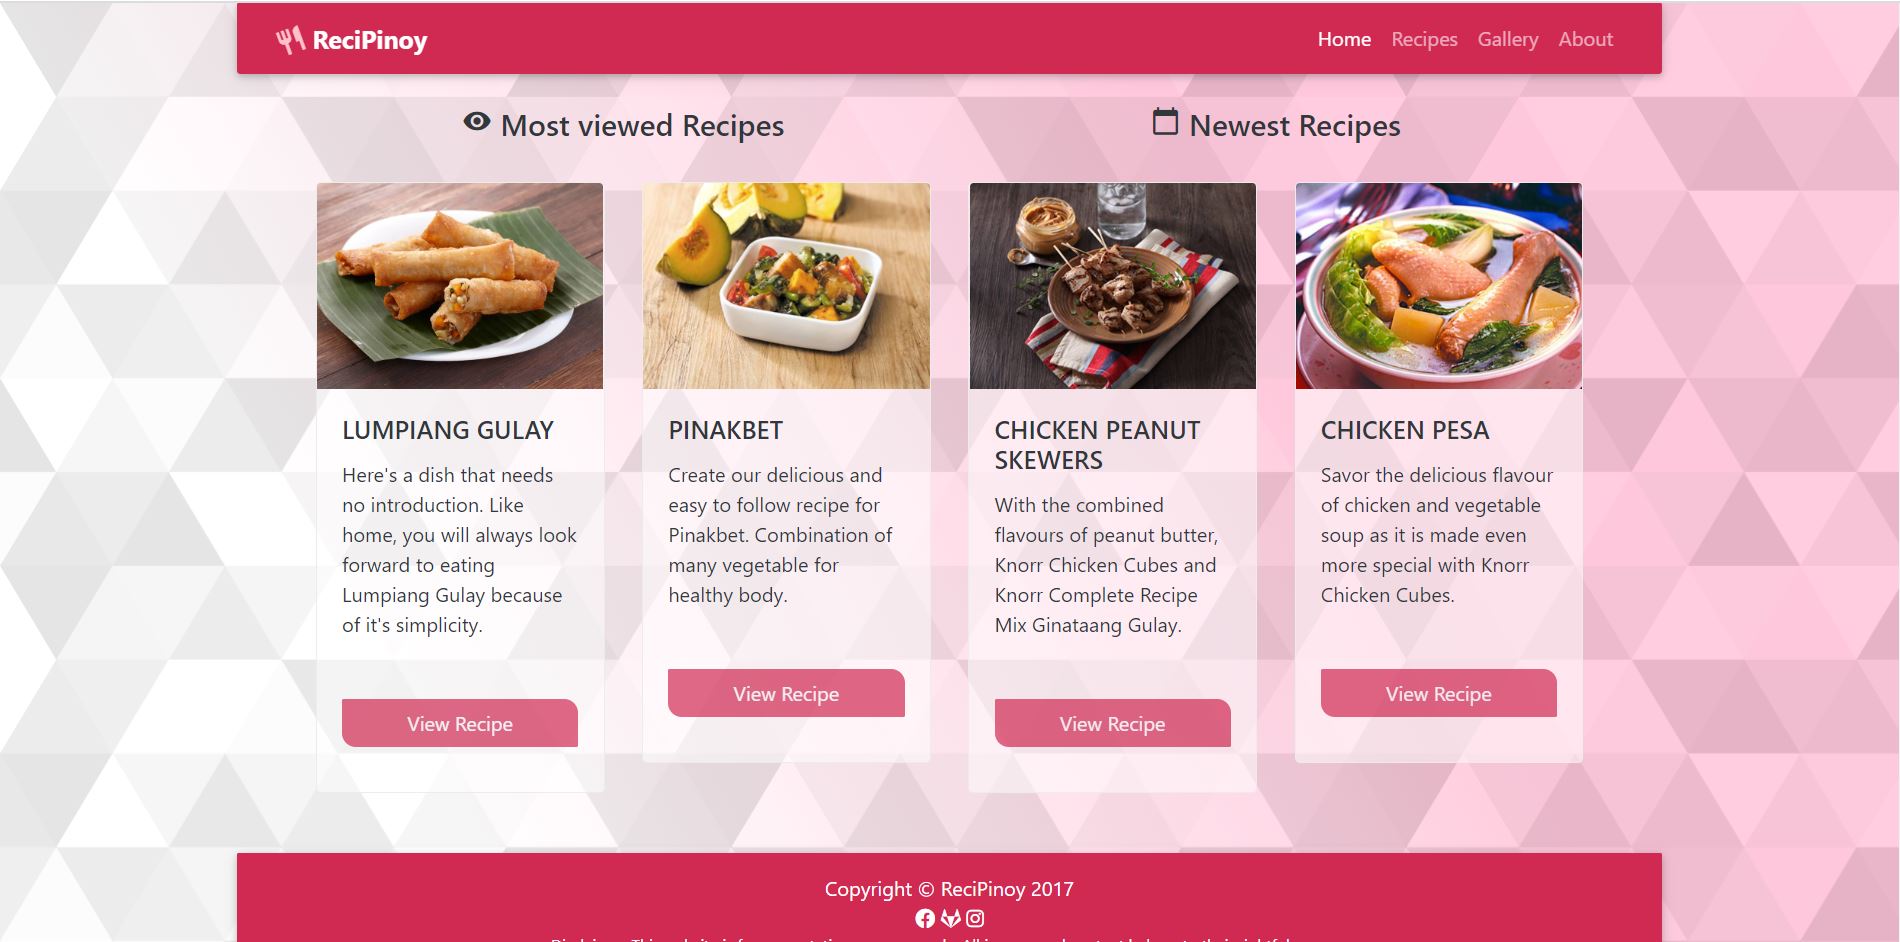 ReciPinoy
Home Recipes Gallery About
Most viewed Recipes
Newest Recipes
LUMPIANG GULAY
Here's a dish that needs
no introduction. Like
home, you will always look
forward to eating
Lumpiang Gulay because
of it's simplicity.
View Recipe
PINAKBET
Create our delicious and
easy to follow recipe for
Pinakbet. Combination of
many vegetable for
healthy body.
View Recipe
CHICKEN PEANUT
SKEWERS
With the combined
flavours of peanut butter,
Knorr Chicken Cubes and
Knorr Complete Recipe
Mix Ginataang Gulay.
View Recipe
CHICKEN PESA
Savor the delicious flavour
of chicken and vegetable
soup as it is made even
more special with Knorr
Chicken Cubes.
View Recipe
Copyright © ReciPinoy 2017